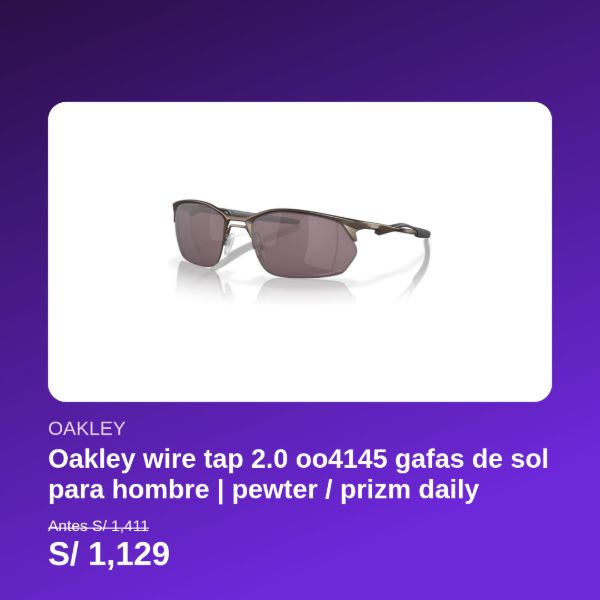 OAKLEY
Oakley wire tap 2.0 oo4145 gafas de sol
para hombre | pewter / prizm daily
Antes S/ 1,411
S/ 1,129